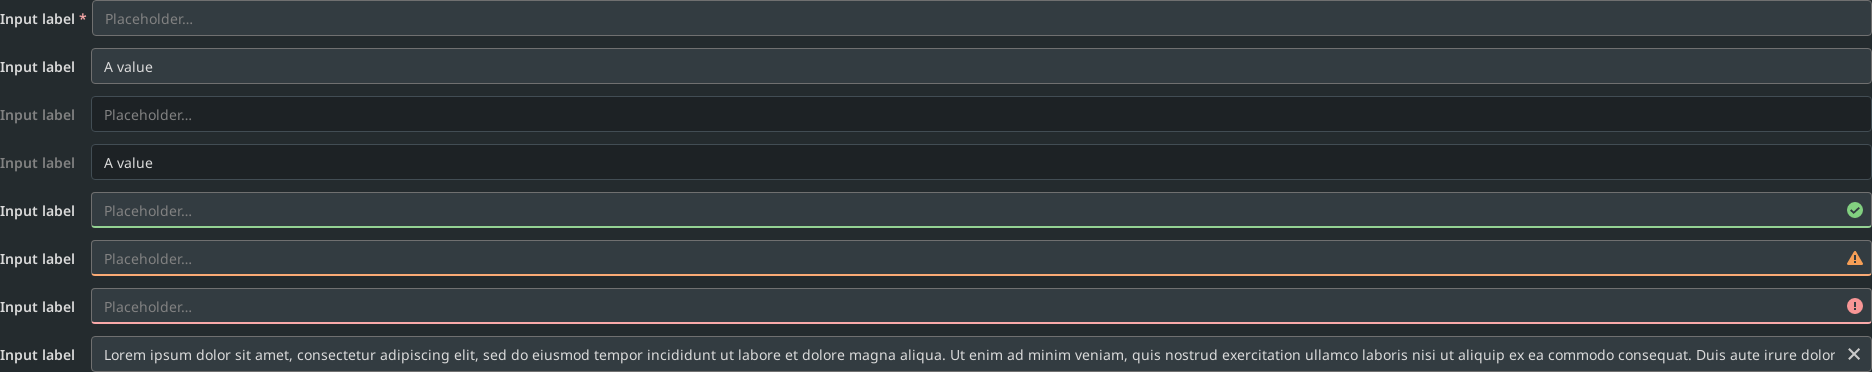 Input label * Placeholder...
Input label A value
Input label Placeholder...
Input label A value
Input label Placeholder...
Input label Placeholder...
Input label Placeholder...
Input label Lorem ipsum dolor sit amet, consectetur adipiscing elit, sed do eiusmod tempor incididunt ut labore et dolore magna aliqua. Ut enim ad minim veniam, quis nostrud exercitation ullamco laboris nisi ut aliquip ex ea commodo consequat. Duis aute irure dolor